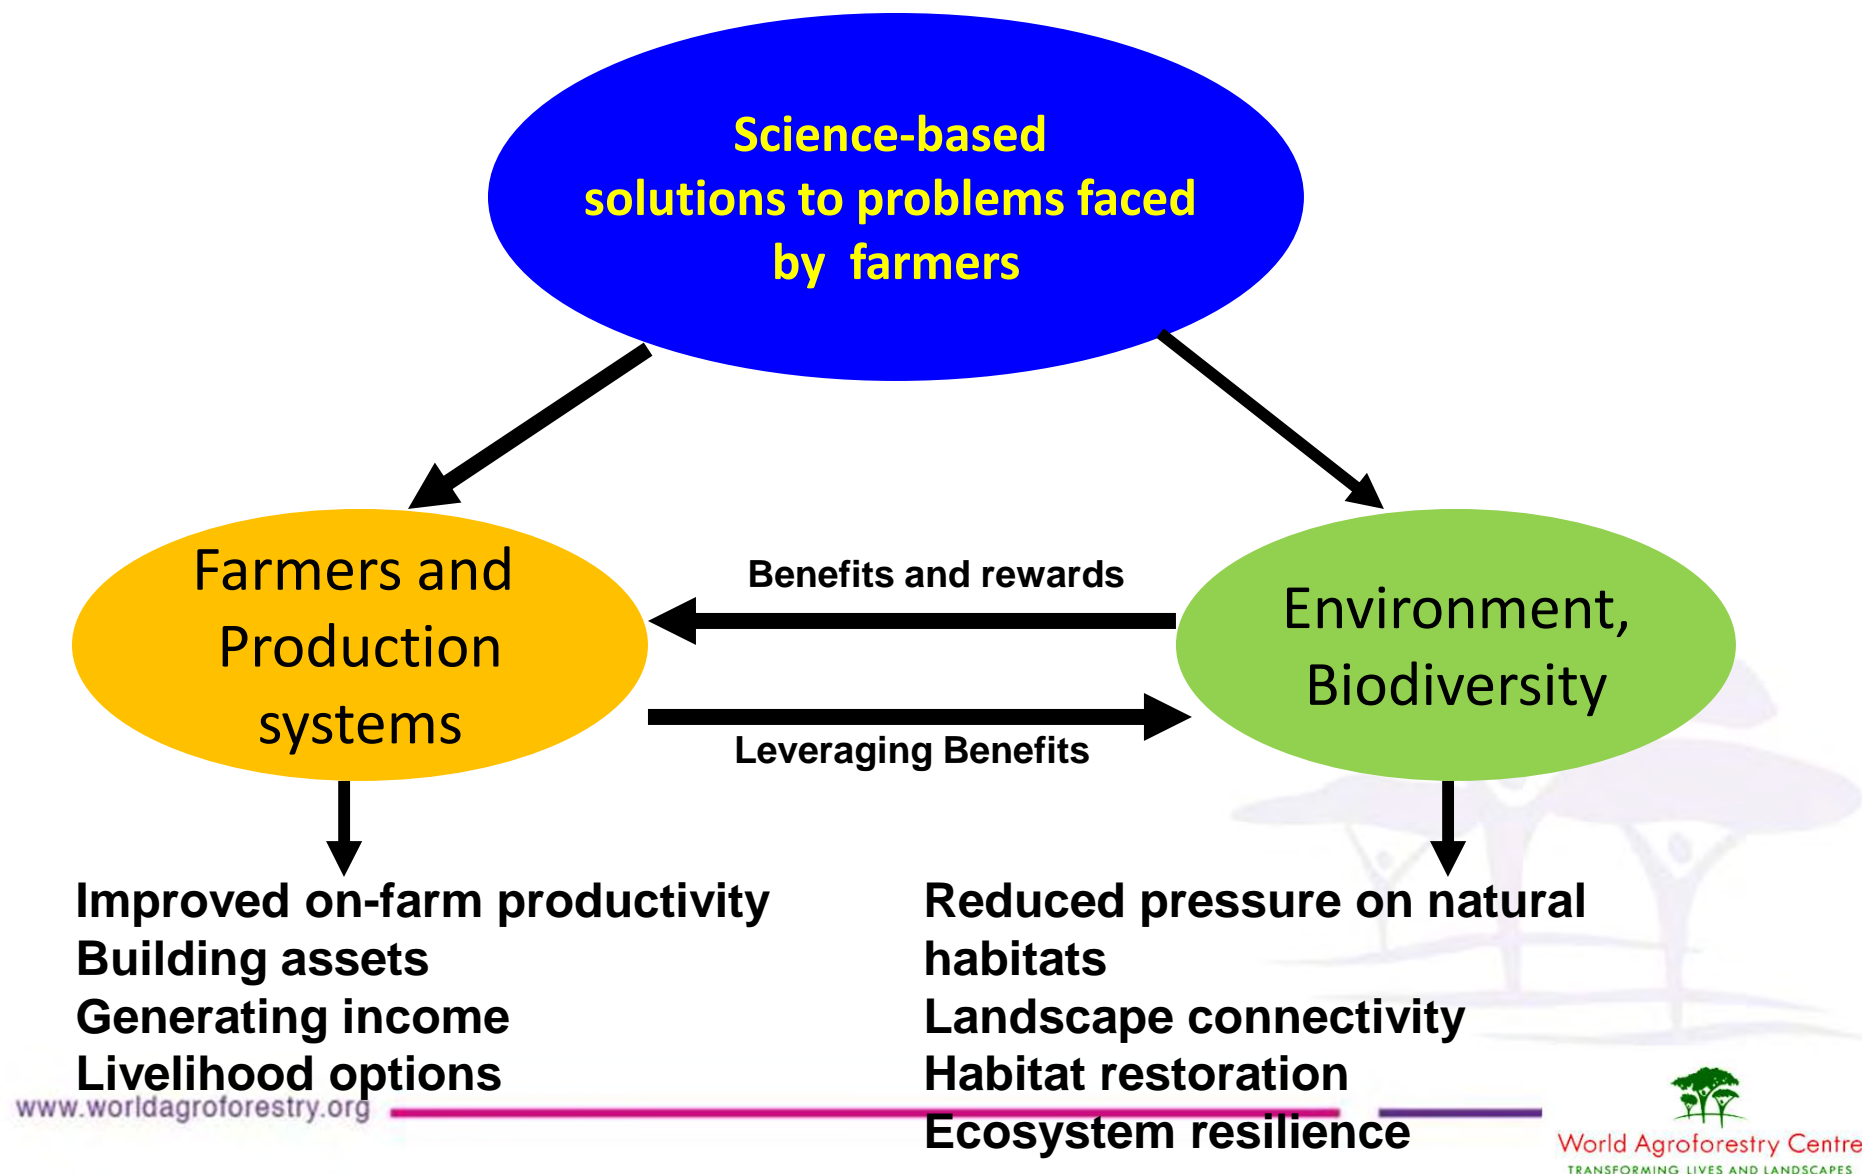 Science-based
solutions to problems faced
by farmers
Farmers and
Production
systems
Benefits and rewards
Leveraging Benefits
Environment,
Biodiversity
Improved on-farm productivity
Building assets
Generating income
Livelihood options
Reduced pressure on natural
habitats
Landscape connectivity
Habitat restoration
Ecosystem resilience
www.worldagroforestry.org
World Agroforestry Centre
TRANSFORMING LIVES AND LANDSCAPES